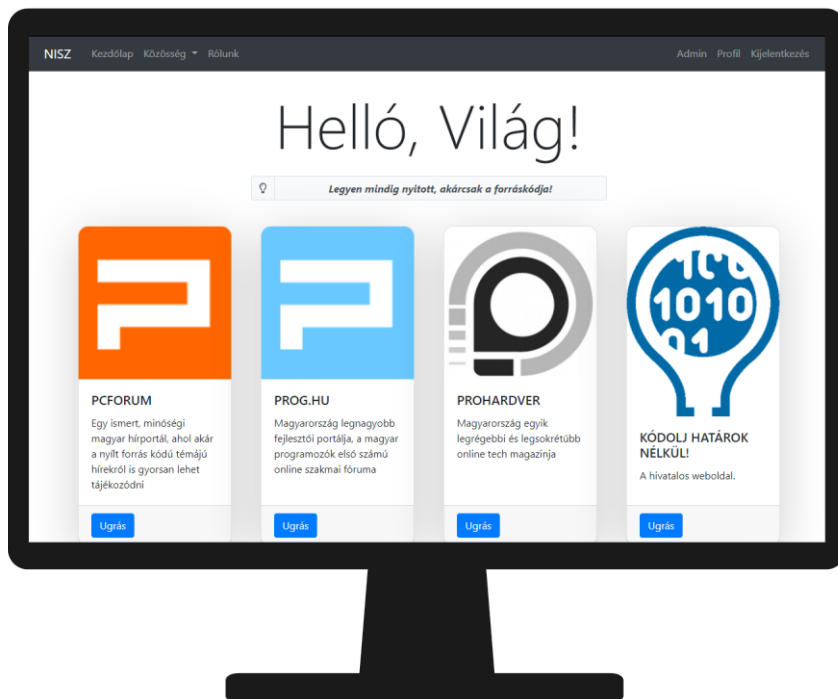 NISZ Kezdőlap Közösség Rólunk Admin Profil Kijelentkezés
Helló, Világ!
Legyen mindig nyitott, akárcsak a forráskódja!
PCFORUM
Egy ismert, minőségi
magyar hírportál, ahol akár
a nyílt forrás kódú témájú
hírekről is gyorsan lehet
tájékozódni
Ugrás
PROG.HU
Magyarország legnagyobb
fejlesztői portálja, a magyar
programozók első számú
online szakmai fóruma
Ugrás
PROHARDVER
Magyarország egyik
legrégebbi és legsokrétűbb
online tech magazinja
Ugrás
1010
KÓDOLJ HATÁROK
NÉLKÜL!
A hivatalos weboldal.
Ugrás